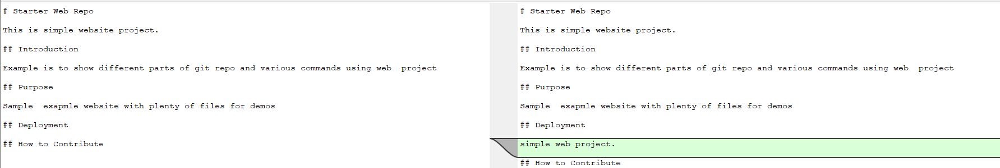 # Starter Web Repo
This is simple website project.
## Introduction
Example is to show different parts of git repo and various commands using web  project
## Purpose
Sample  exapmle website with plenty of files for demos
## Deployment
## How to Contribute
# Starter Web Repo
This is simple website project.
## Introduction
Example is to show different parts of git repo and various commands using web  project
## Purpose
Sample  exapmle website with plenty of files for demos
## Deployment
simple web project.
## How to Contribute